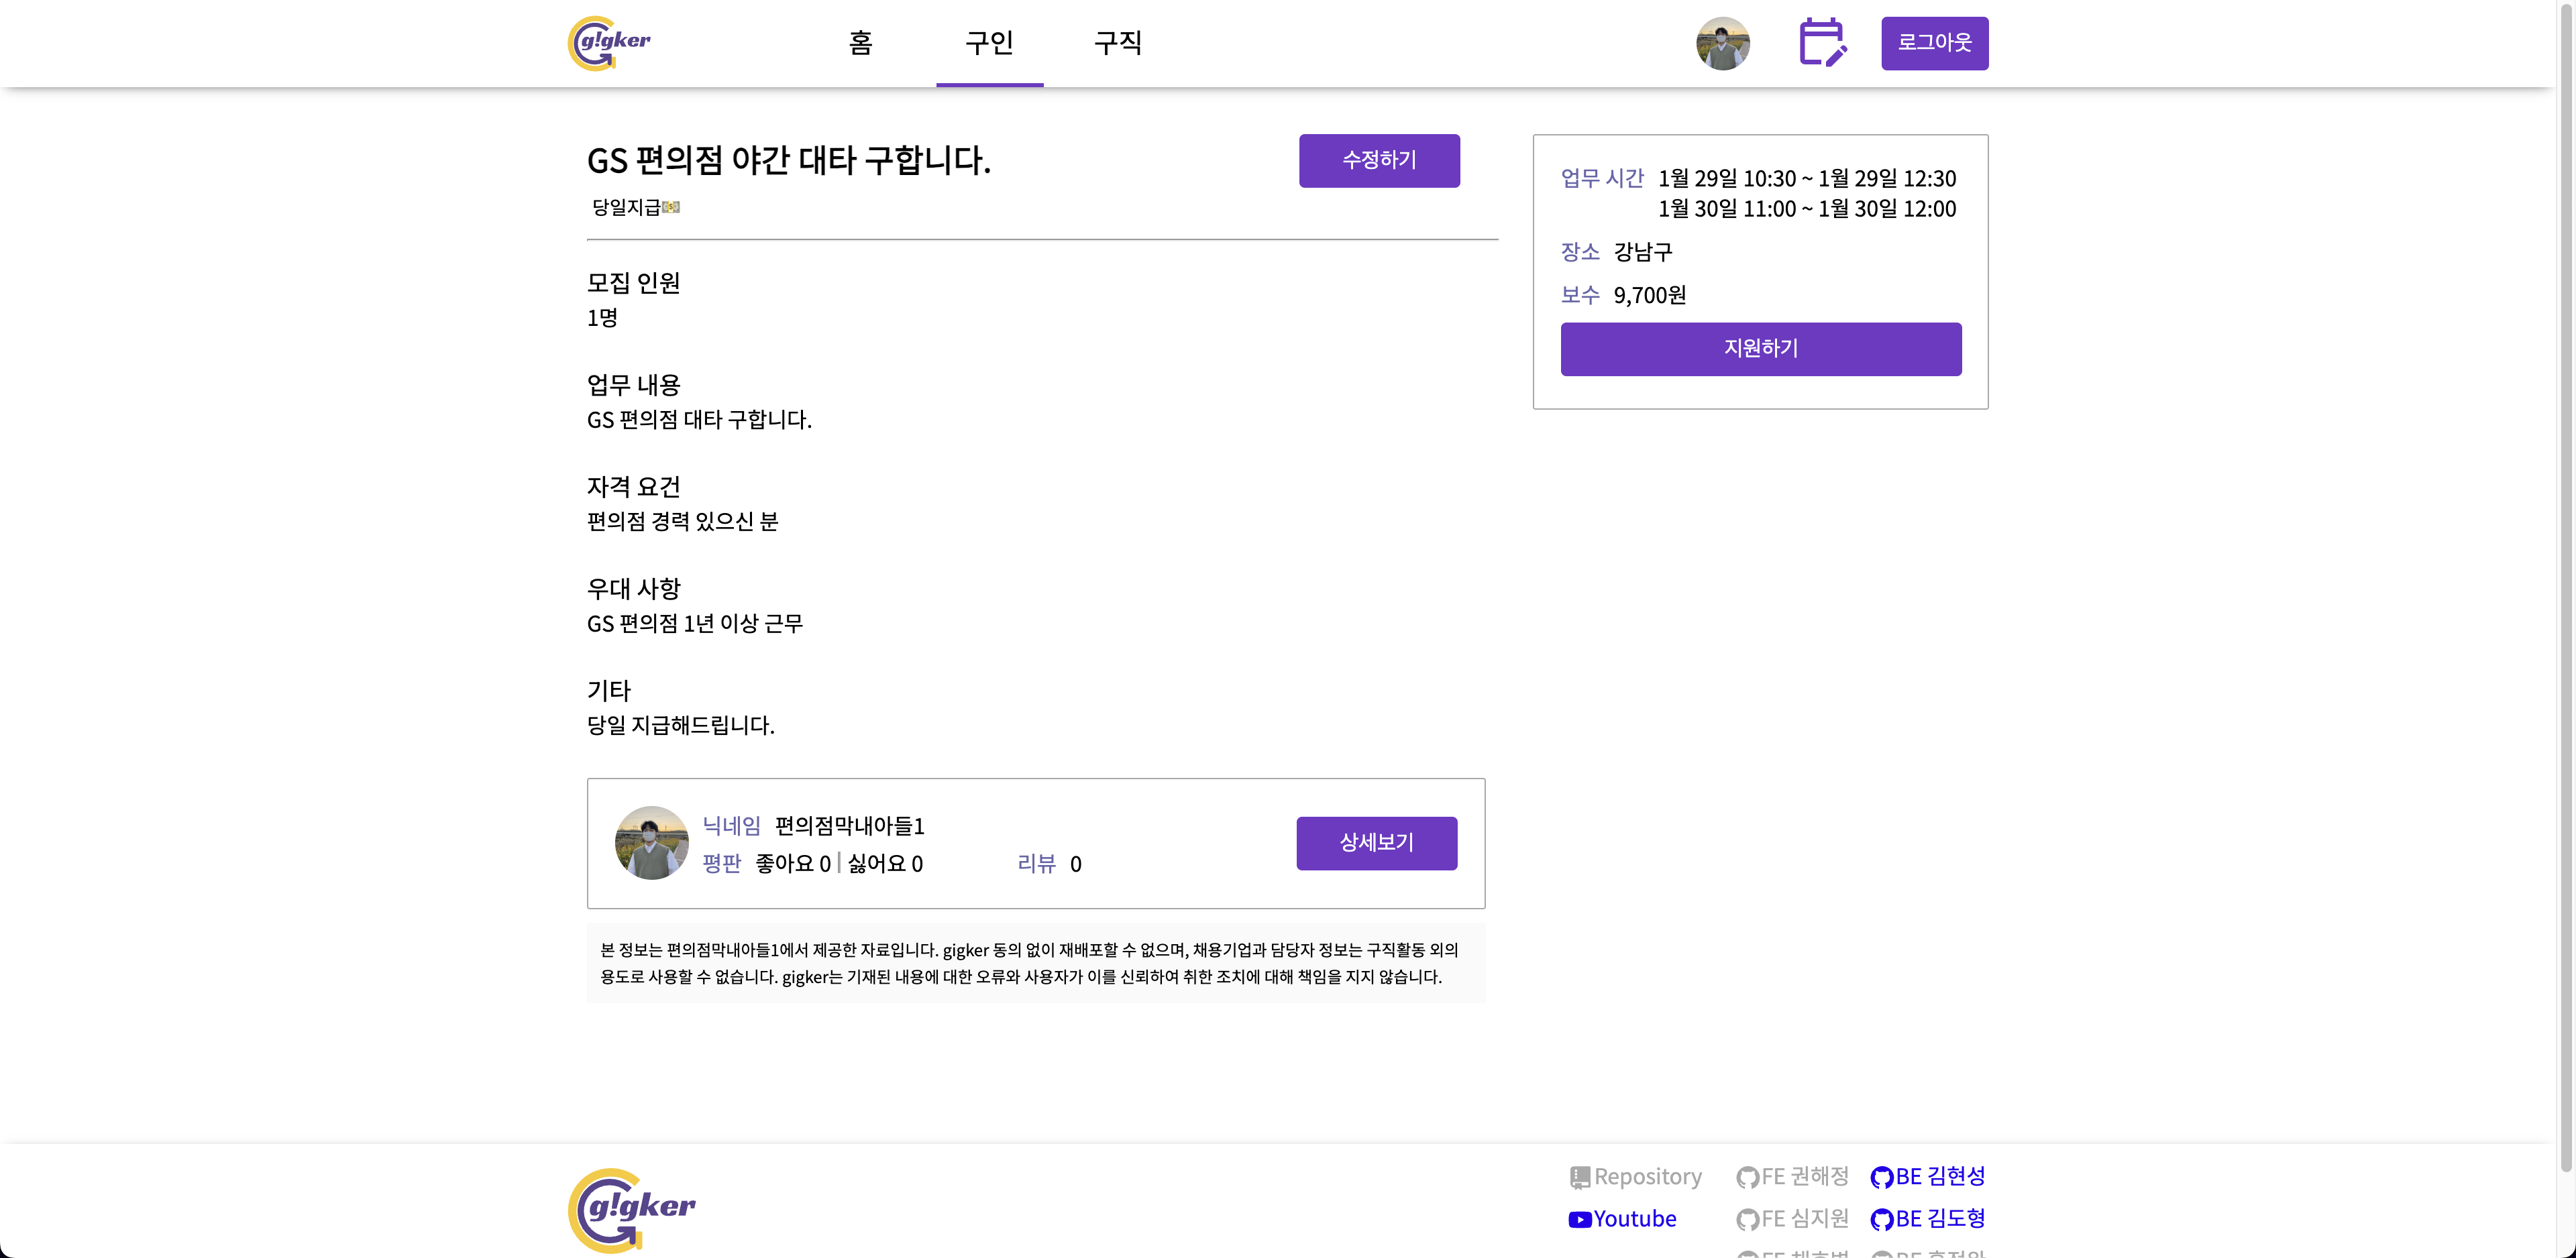 g!gker
홈
구인
구직
로그아웃
GS 편의점 야간 대타 구합니다.
수정하기
당일지급💵
모집 인원
1명
업무 내용
GS 편의점 대타 구합니다.
자격 요건
편의점 경력 있으신 분
우대 사항
GS 편의점 1년 이상 근무
기타
당일 지급해드립니다.
닉네임 편의점막내아들1
평판 좋아요 0 | 싫어요 0 리뷰 0
상세보기
본 정보는 편의점막내아들1에서 제공한 자료입니다. gigker 동의 없이 재배포할 수 없으며, 채용기업과 담당자 정보는 구직활동 외의
용도로 사용할 수 없습니다. gigker는 기재된 내용에 대한 오류와 사용자가 이를 신뢰하여 취한 조치에 대해 책임을 지지 않습니다.
업무 시간 1월 29일 10:30 ~ 1월 29일 12:30
1월 30일 11:00 ~ 1월 30일 12:00
장소 강남구
보수 9,700원
지원하기
g!gker
Repository FE 권해정 BE 김현성
Youtube FE 심지원 BE 김도형
FE BE